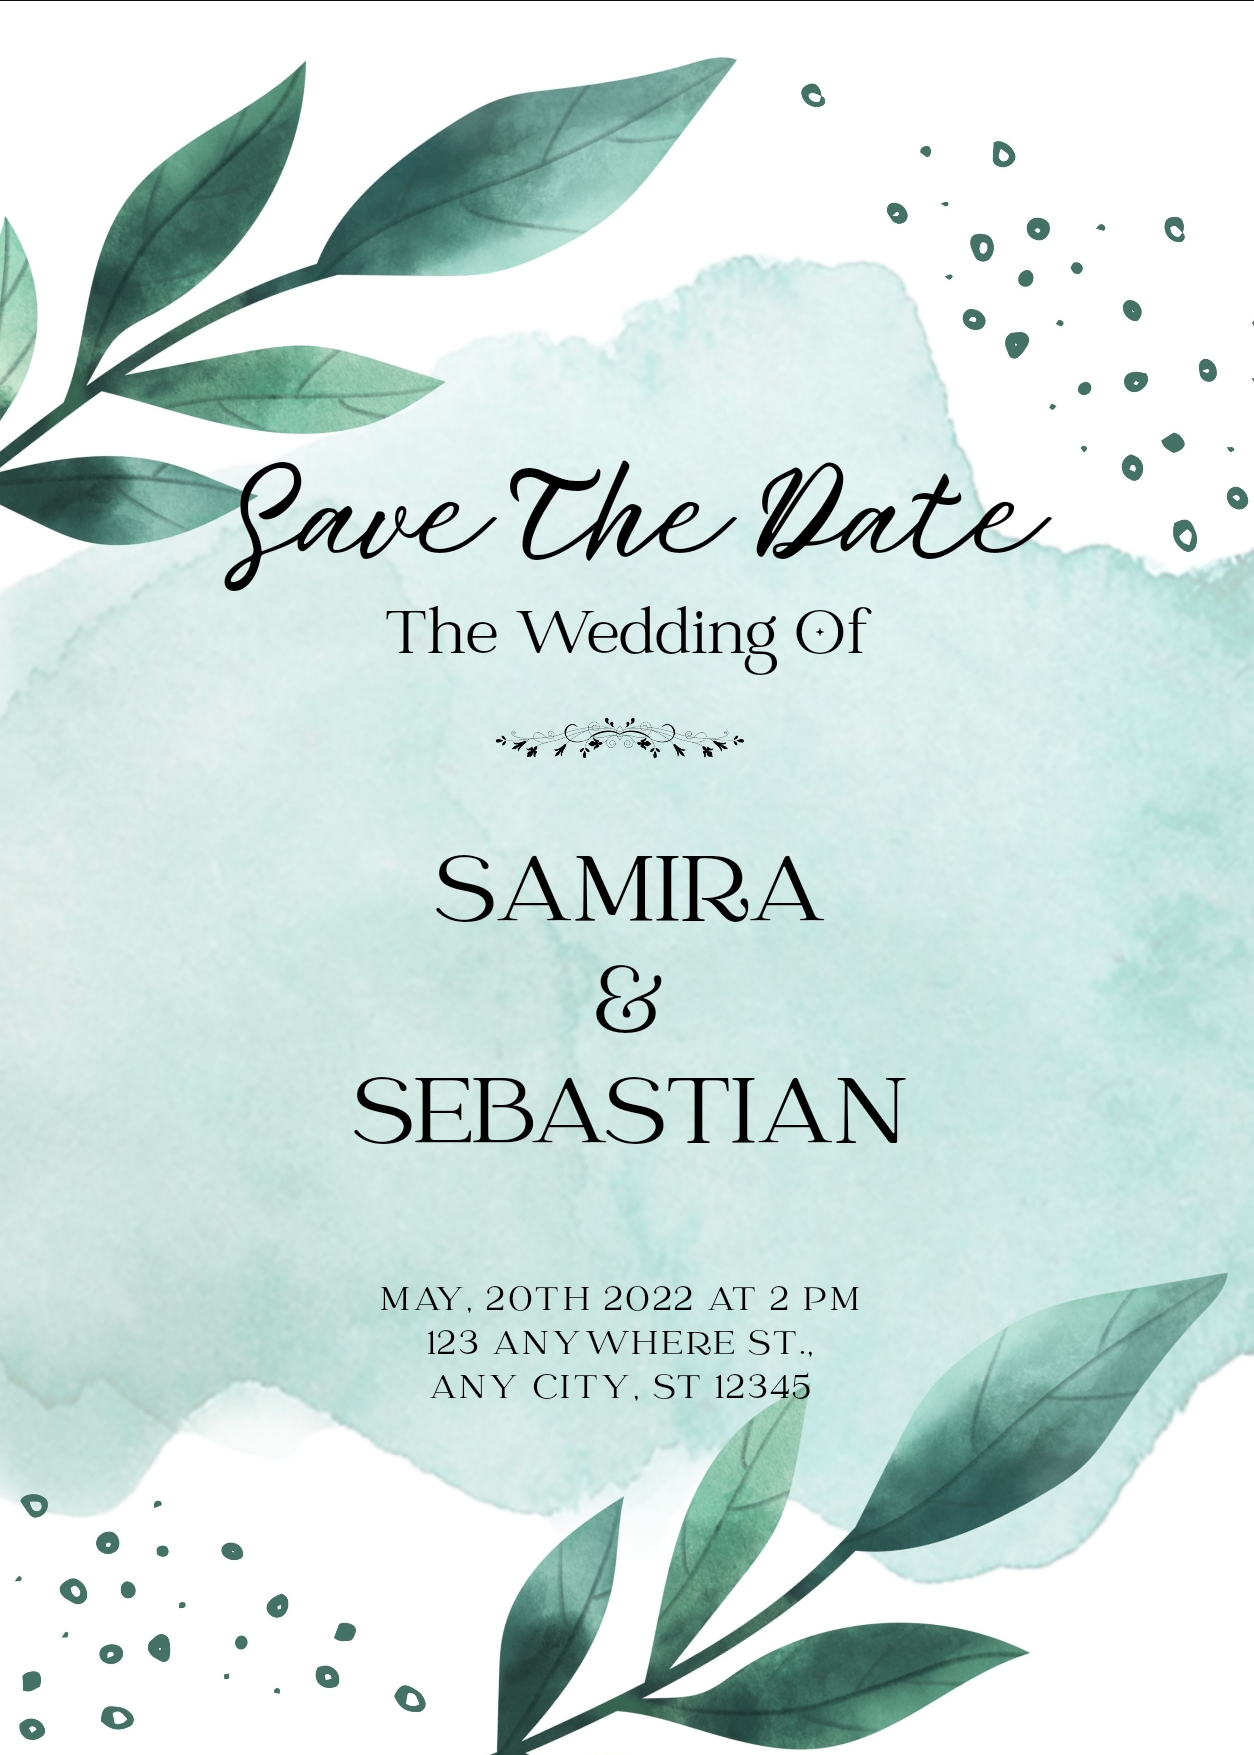 Save The Date
The Wedding Of
SAMIRA
&
SEBASTIAN
MAY, 20TH 2022 AT 2 PM
123 ANYWHERE ST.,
ANY CITY, ST 12345